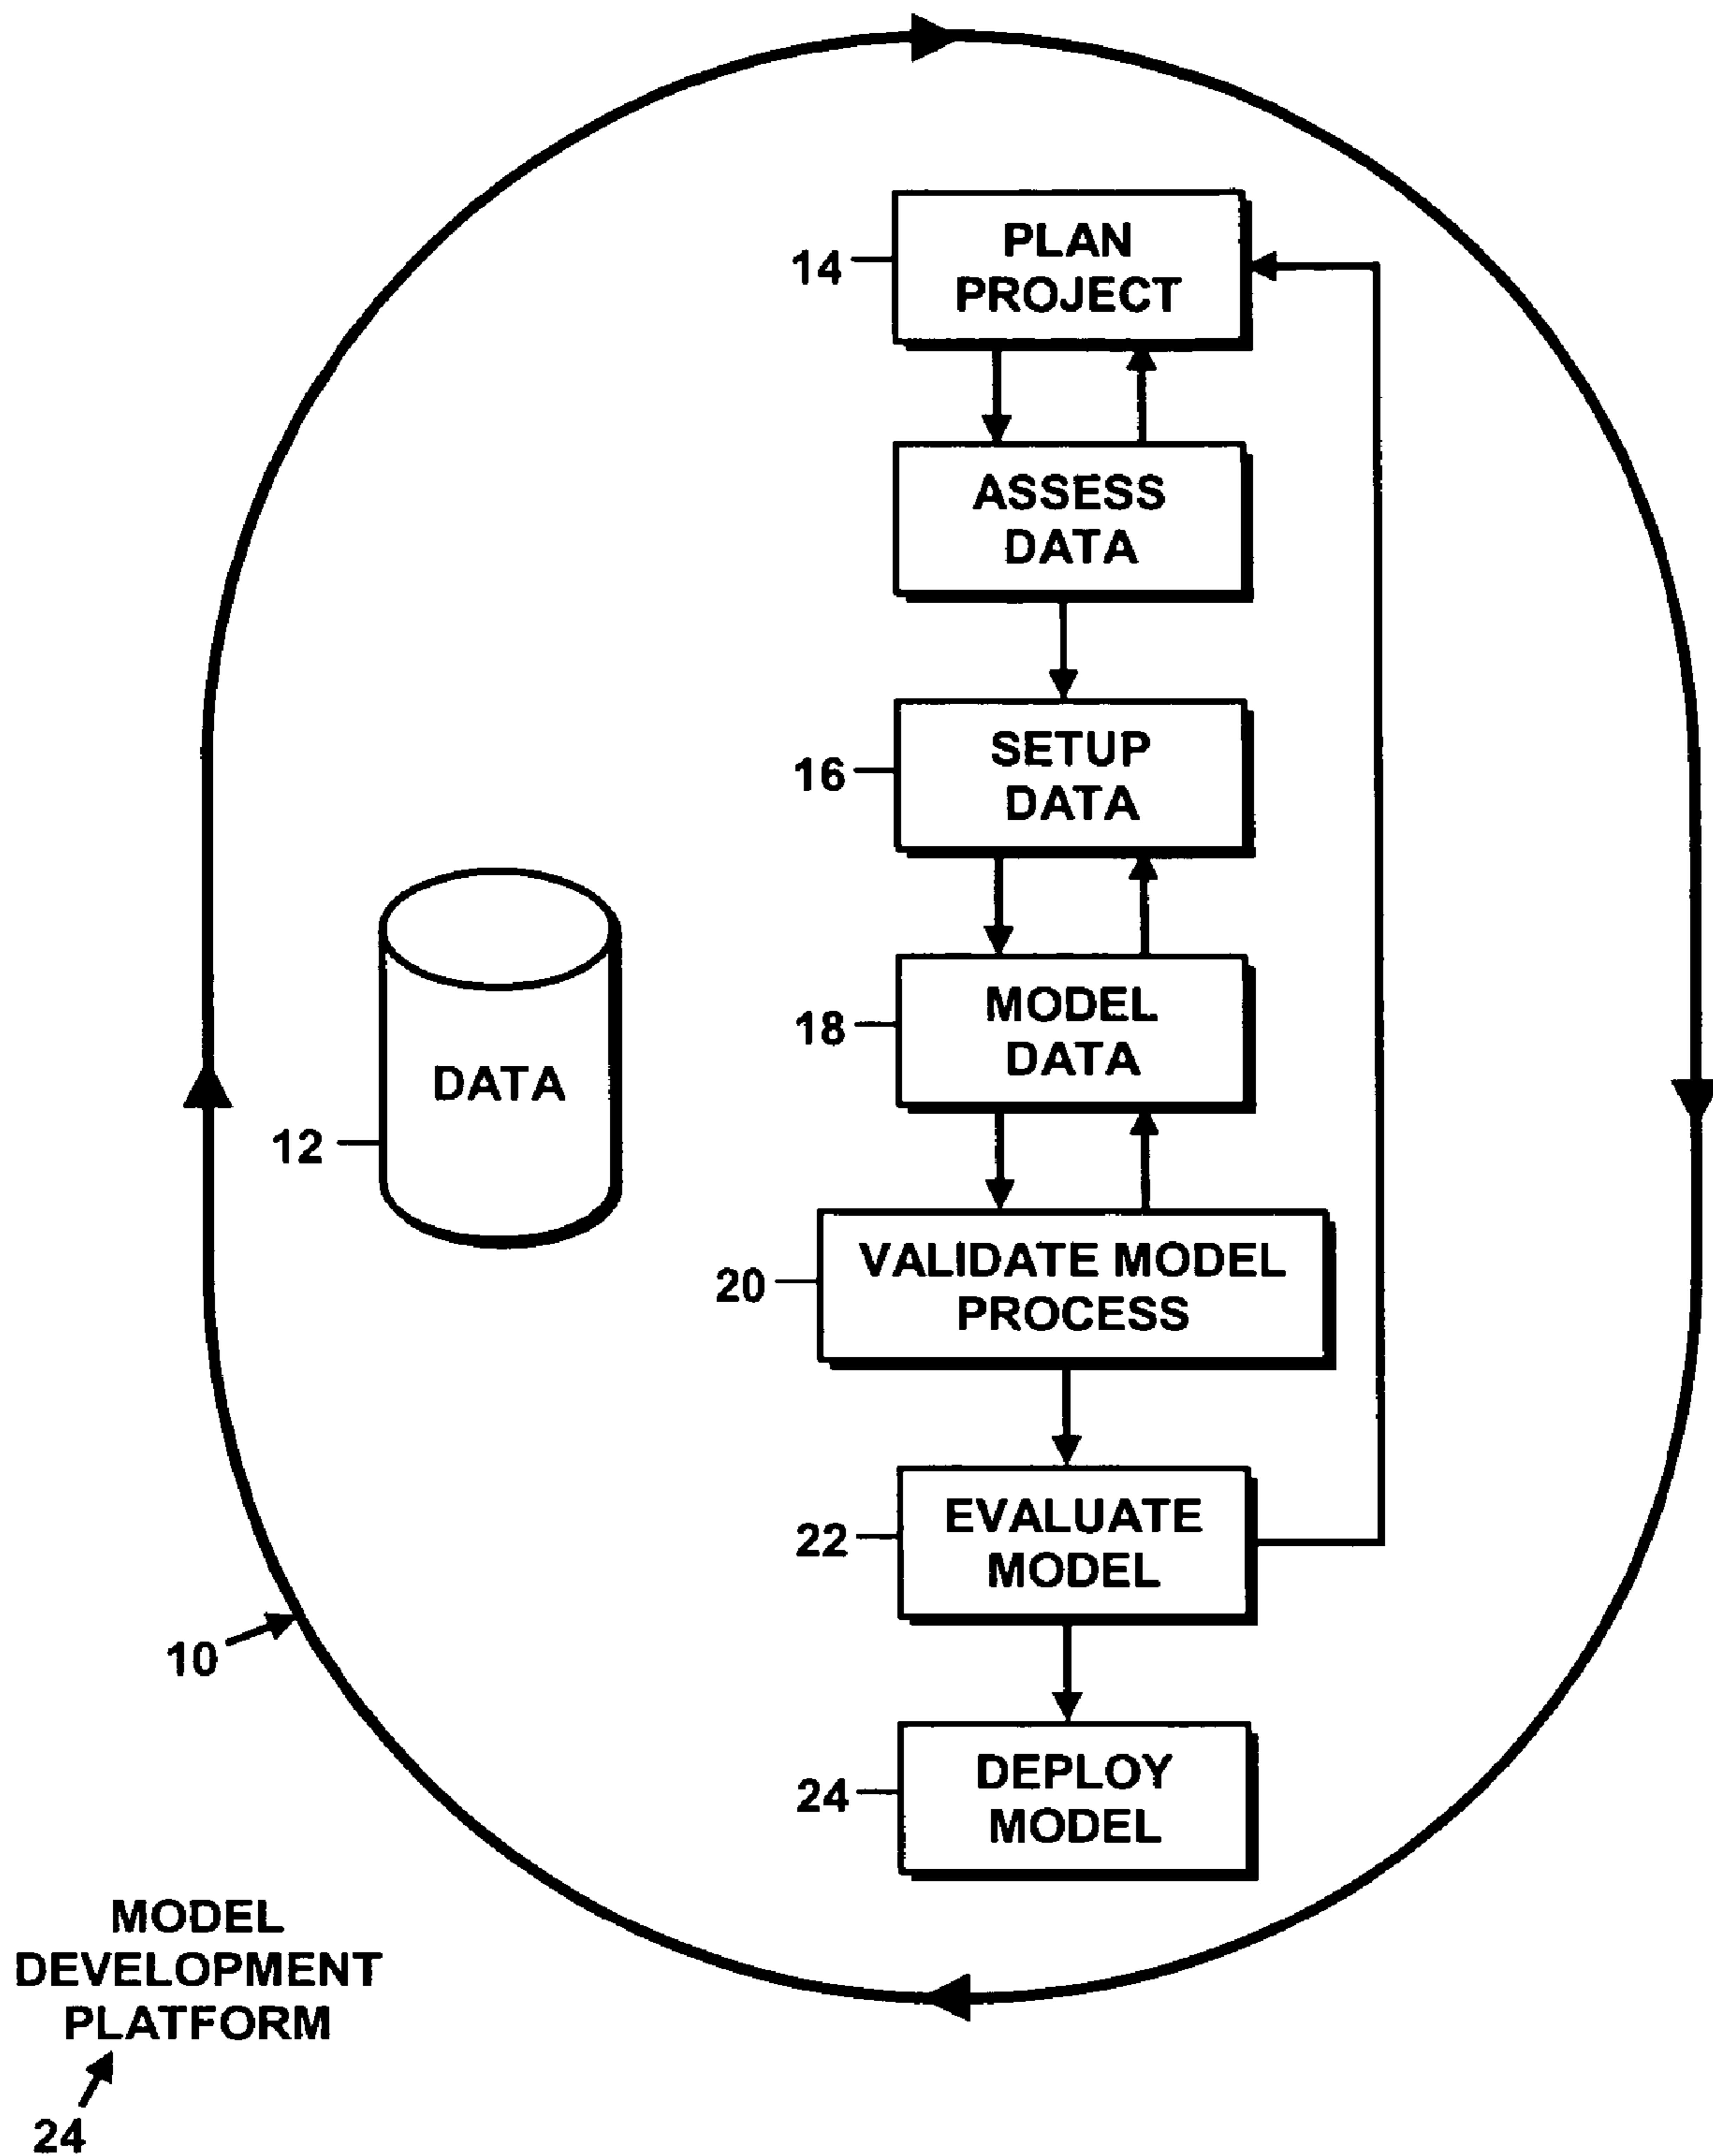 14
PLAN
PROJECT
ASSESS
DATA
16
SETUP
DATA
18
MODEL
DATA
12
DATA
20
VALIDATE MODEL
PROCESS
22
EVALUATE
MODEL
10
24
DEPLOY
MODEL
MODEL
DEVELOPMENT
PLATFORM
24